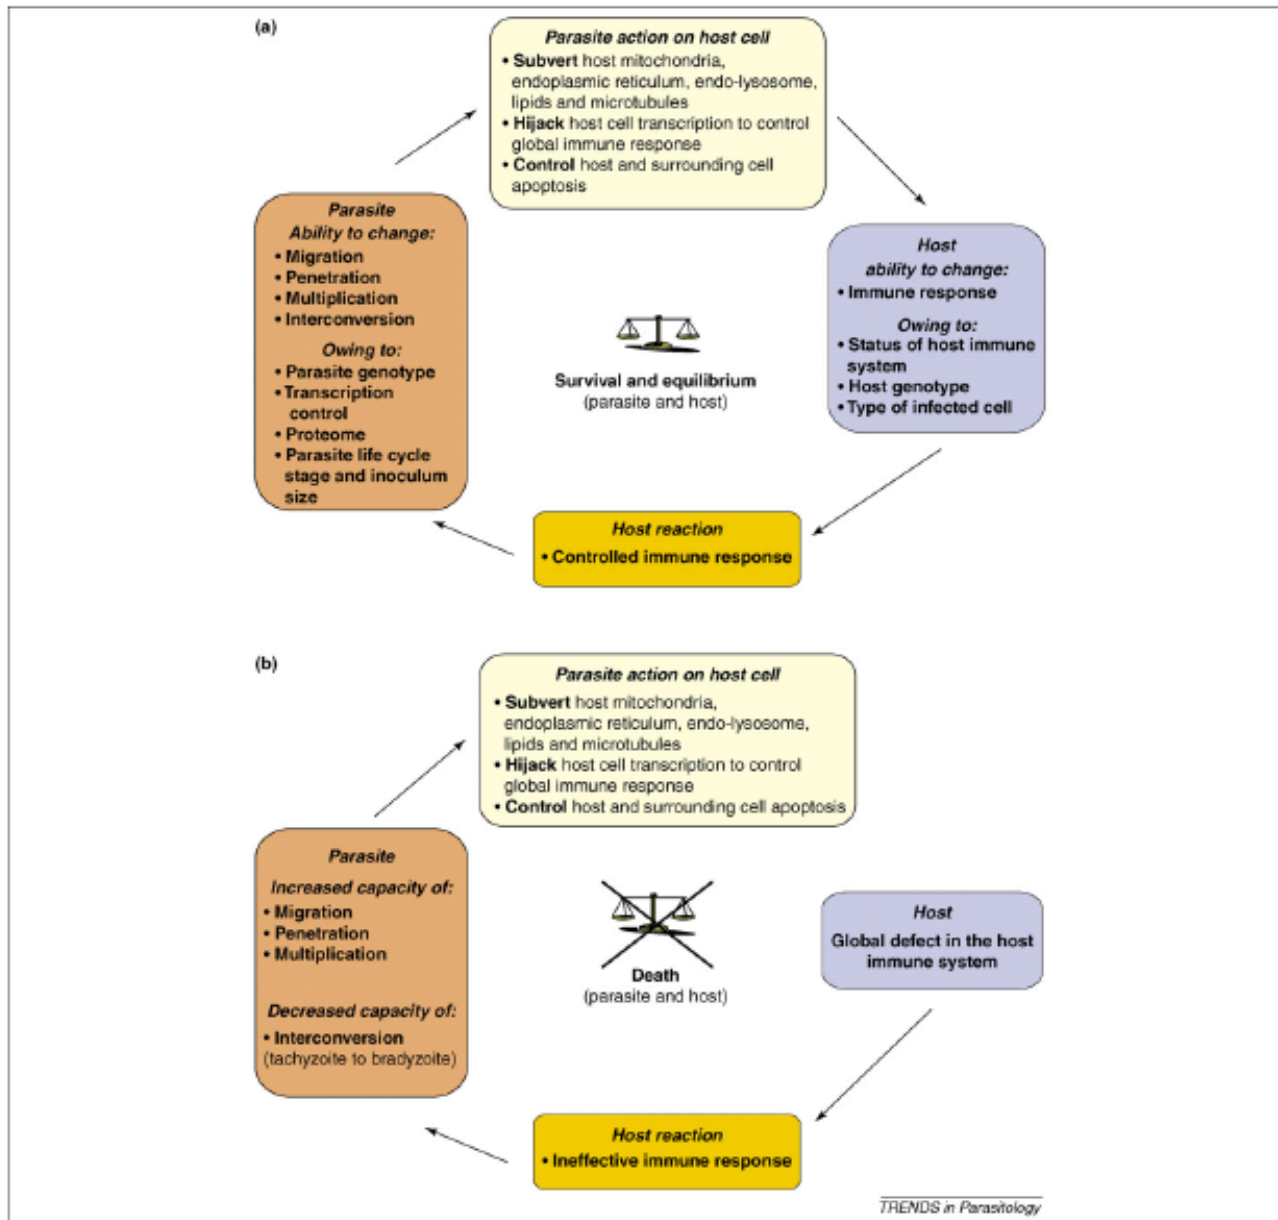 (a)
Parasite action on host cell
• Subvert host mitochondria,
endoplasmic reticulum, endo-lysosome,
lipids and microtubules
• Hijack host cell transcription to control
global immune response
• Control host and surrounding cell
apoptosis
Parasite
Ability to change:
• Migration
• Penetration
• Multiplication
• Interconversion
Owing to:
• Parasite genotype
• Transcription
control
• Proteome
• Parasite life cycle
stage and inoculum
size
Survival and equilibrium
(parasite and host)
Host
ability to change:
• Immune response
Owing to:
• Status of host immune
system
• Host genotype
• Type of infected cell
Host reaction
• Controlled immune response
(b)
Parasite action on host cell
• Subvert host mitochondria,
endoplasmic reticulum, endo-lysosome,
lipids and microtubules
• Hijack host cell transcription to control
global immune response
• Control host and surrounding cell apoptosis
Parasite
Increased capacity of:
• Migration
• Penetration
• Multiplication
Decreased capacity of:
• Interconversion
(tachyzoite to bradyzoite)
Death
(parasite and host)
Host
Global defect in the host
immune system
Host reaction
• Ineffective immune response
TRENDS in Parasitology